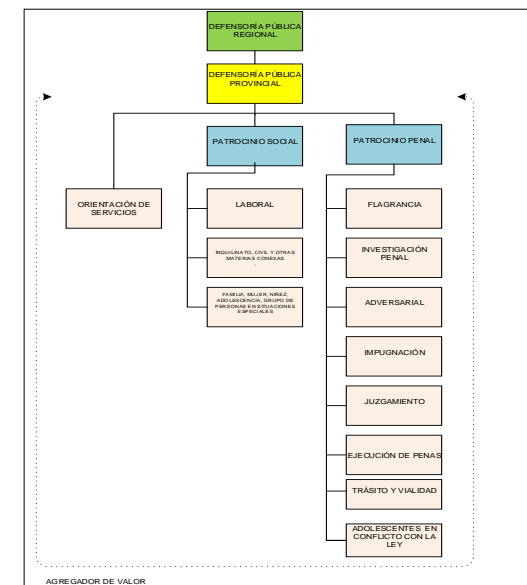 DEFENSORÍA PÚBLICA
REGIONAL
DEFENSORÍA PÚBLICA
PROVINCIAL
PATROCINIO SOCIAL
PATROCINIO PENAL
ORIENTACIÓN DE
SERVICIOS
LABORAL
INQUILINATO, CIVIL Y OTRAS
MATERIAS CONEXAS
FAMILIA, MUJER, NIÑEZ,
ADOLESCENCIA, GRUPO DE
PERSONAS EN SITUACIONES
ESPECIALES
FLAGRANCIA
INVESTIGACIÓN
PENAL
ADVERSARIAL
IMPUGNACIÓN
JUZGAMIENTO
EJECUCIÓN DE PENAS
TRÁSITO Y VIALIDAD
ADOLESCENTES EN
CONFLICTO CON LA
LEY
AGREGADOR DE VALOR